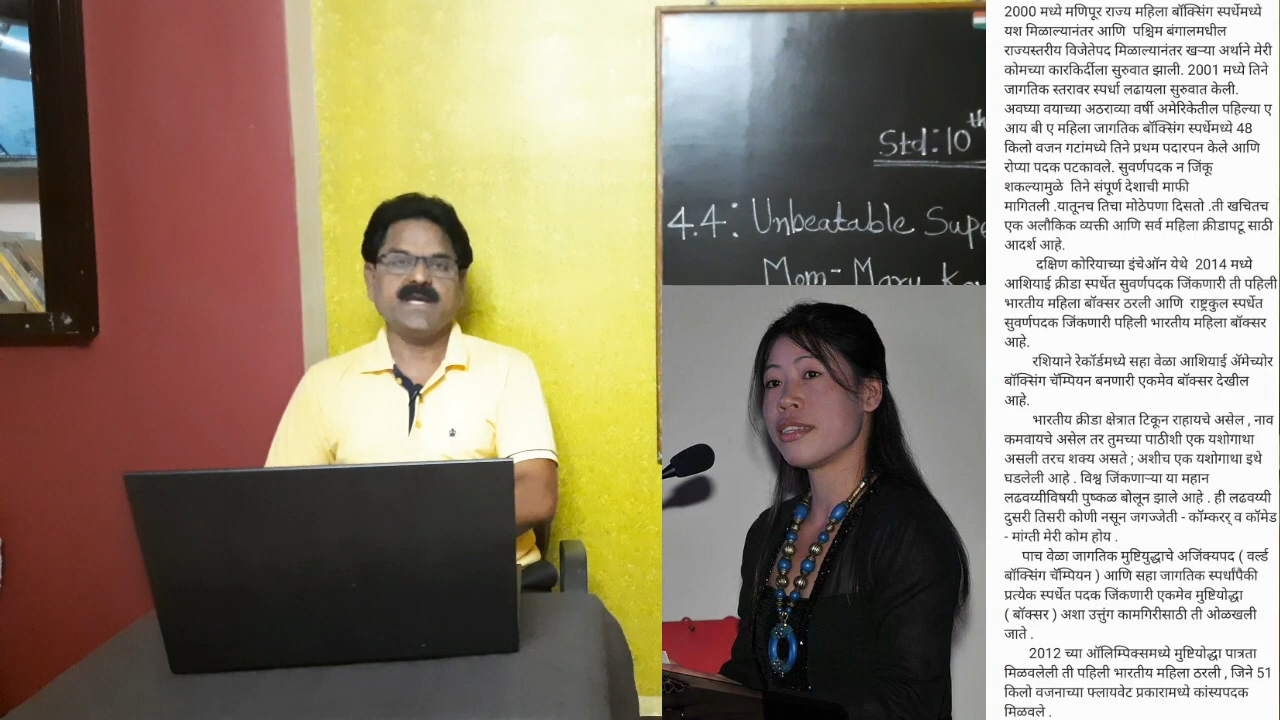 Std: 10th
4.4: Unbeatable
Mom- Mary
2000 मध्ये मणिपूर राज्य महिला बॉक्सिंग स्पर्धेमध्ये
यश मिळाल्यानंतर आणि पश्चिम बंगालमधील
राज्यस्तरीय विजेतेपद मिळाल्यानंतर खऱ्या अर्थाने मेरी
कोमच्या कारकिर्दीला सुरुवात झाली. 2001 मध्ये तिने
जागतिक स्तरावर स्पर्धा लढायला सुरुवात केली.
अवघ्या वयाच्या अठराव्या वर्षी अमेरिकेतील पहिल्या ए
आय बी ए महिला जागतिक बॉक्सिंग स्पर्धेमध्ये 48
किलो वजन गटांमध्ये तिने प्रथम पदारपन केले आणि
रोप्या पदक पटकावले. सुवर्णपदक न जिंकू
शकल्यामुळे तिने संपूर्ण देशाची माफी
मागितली .यातूनच तिचा मोठेपणा दिसतो .ती खचितच
एक अलौकिक व्यक्ती आणि सर्व महिला क्रीडापटू साठी
आदर्श आहे.
दक्षिण कोरियाच्या इंचेऑन येथे 2014 मध्ये
आशियाई क्रीडा स्पर्धेत सुवर्णपदक जिंकणारी ती पहिली
भारतीय महिला बॉक्सर ठरली आणि राष्ट्रकुल स्पर्धेत
सुवर्णपदक जिंकणारी पहिली भारतीय महिला बॉक्सर
आहे.
रशियाने रेकॉर्डमध्ये सहा वेळा आशियाई ॲमेच्योर
बॉक्सिंग चॅम्पियन बनणारी एकमेव बॉक्सर देखील
आहे.
भारतीय क्रीडा क्षेत्रात टिकून राहायचे असेल , नाव
कमवायचे असेल तर तुमच्या पाठीशी एक यशोगाथा
असली तरच शक्य असते ; अशीच एक यशोगाथा इथे
घडलेली आहे . विश्व जिंकणाऱ्या या महान
लढवय्यीविषयी पुष्कळ बोलून झाले आहे . ही लढवय्यी
दुसरी तिसरी कोणी नसून जगज्जेती - कॉम्करर् व कॉमेड
- मांग्ती मेरी कोम होय .
पाच वेळा जागतिक मुष्टियुद्धाचे अजिंक्यपद ( वर्ल्ड
बॉक्सिंग चॅम्पियन ) आणि सहा जागतिक स्पर्धांपैकी
प्रत्येक स्पर्धेत पदक जिंकणारी एकमेव मुष्टियोद्धा
( बॉक्सर ) अशा उत्तुंग कामगिरीसाठी ती ओळखली
जाते .
2012 च्या ऑलिम्पिक्समध्ये मुष्टियोद्धा पात्रता
मिळवलेली ती पहिली भारतीय महिला ठरली , जिने 51
किलो वजनाच्या फ्लायवेट प्रकारामध्ये कांस्यपदक
मिळवले .